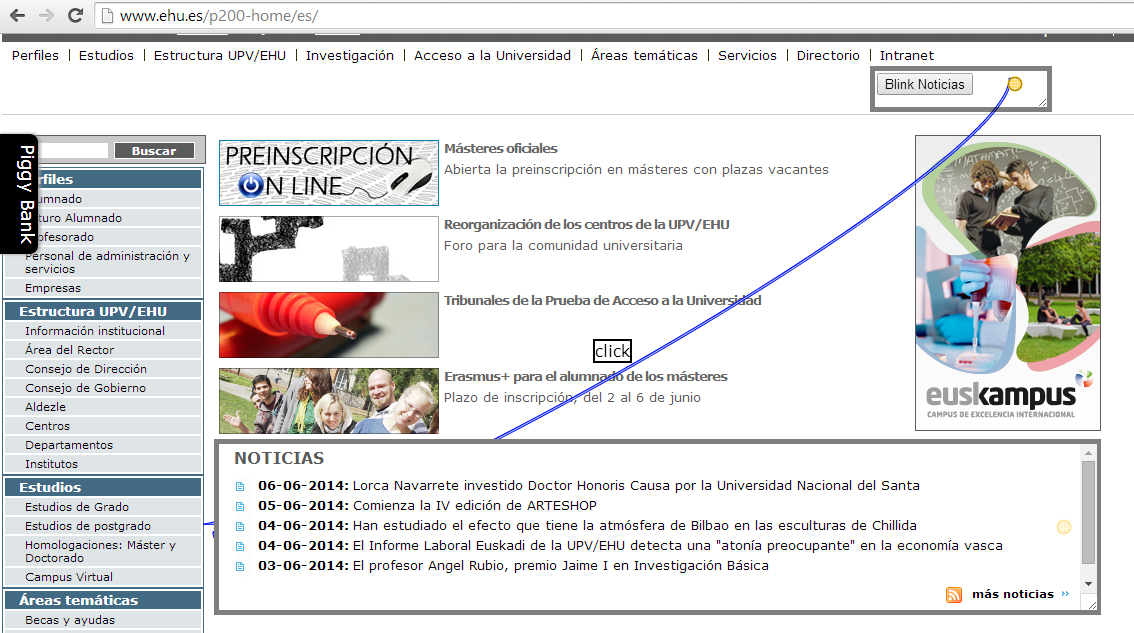 www.ehu.es/p200-home/es/
Perfiles | Estudios | Estructura UPV/EHU | Investigación | Acceso a la Universidad | Áreas temáticas | Servicios | Directorio | Intranet
Blink Noticias
Piggy Bank
Buscar
Personal de administración y
servicios
Empresas
Estructura UPV/EHU
Información institucional
Área del Rector
Consejo de Dirección
Consejo de Gobierno
Aldezle
Centros
Departamentos
Institutos
Estudios
Estudios de Grado
Estudios de postgrado
Homologaciones: Máster y
Doctorado
Campus Virtual
Áreas temáticas
Becas y ayudas
PREINSCRIPCIÓN
ON LINE
Másteres oficiales
Abierta la preinscripción en másteres con plazas vacantes
Reorganización de los centros de la UPV/EHU
Foro para la comunidad universitaria
Tribunales de la Prueba de Acceso a la Universidad
click
Erasmus+ para el alumnado de los másteres
Plazo de inscripción, del 2 al 6 de junio
MATHEMATIC
euskampus
CAMPUS DE EXCELENCIA INTERNACIONAL
NOTICIAS
06-06-2014: Lorca Navarrete investido Doctor Honoris Causa por la Universidad Nacional del Santa
05-06-2014: Comienza la IV edición de ARTESHOP
04-06-2014: Han estudiado el efecto que tiene la atmósfera de Bilbao en las esculturas de Chillida
04-06-2014: El Informe Laboral Euskadi de la UPV/EHU detecta una "atonía preocupante" en la economía vasca
03-06-2014: El profesor Angel Rubio, premio Jaime I en Investigación Básica
más noticias